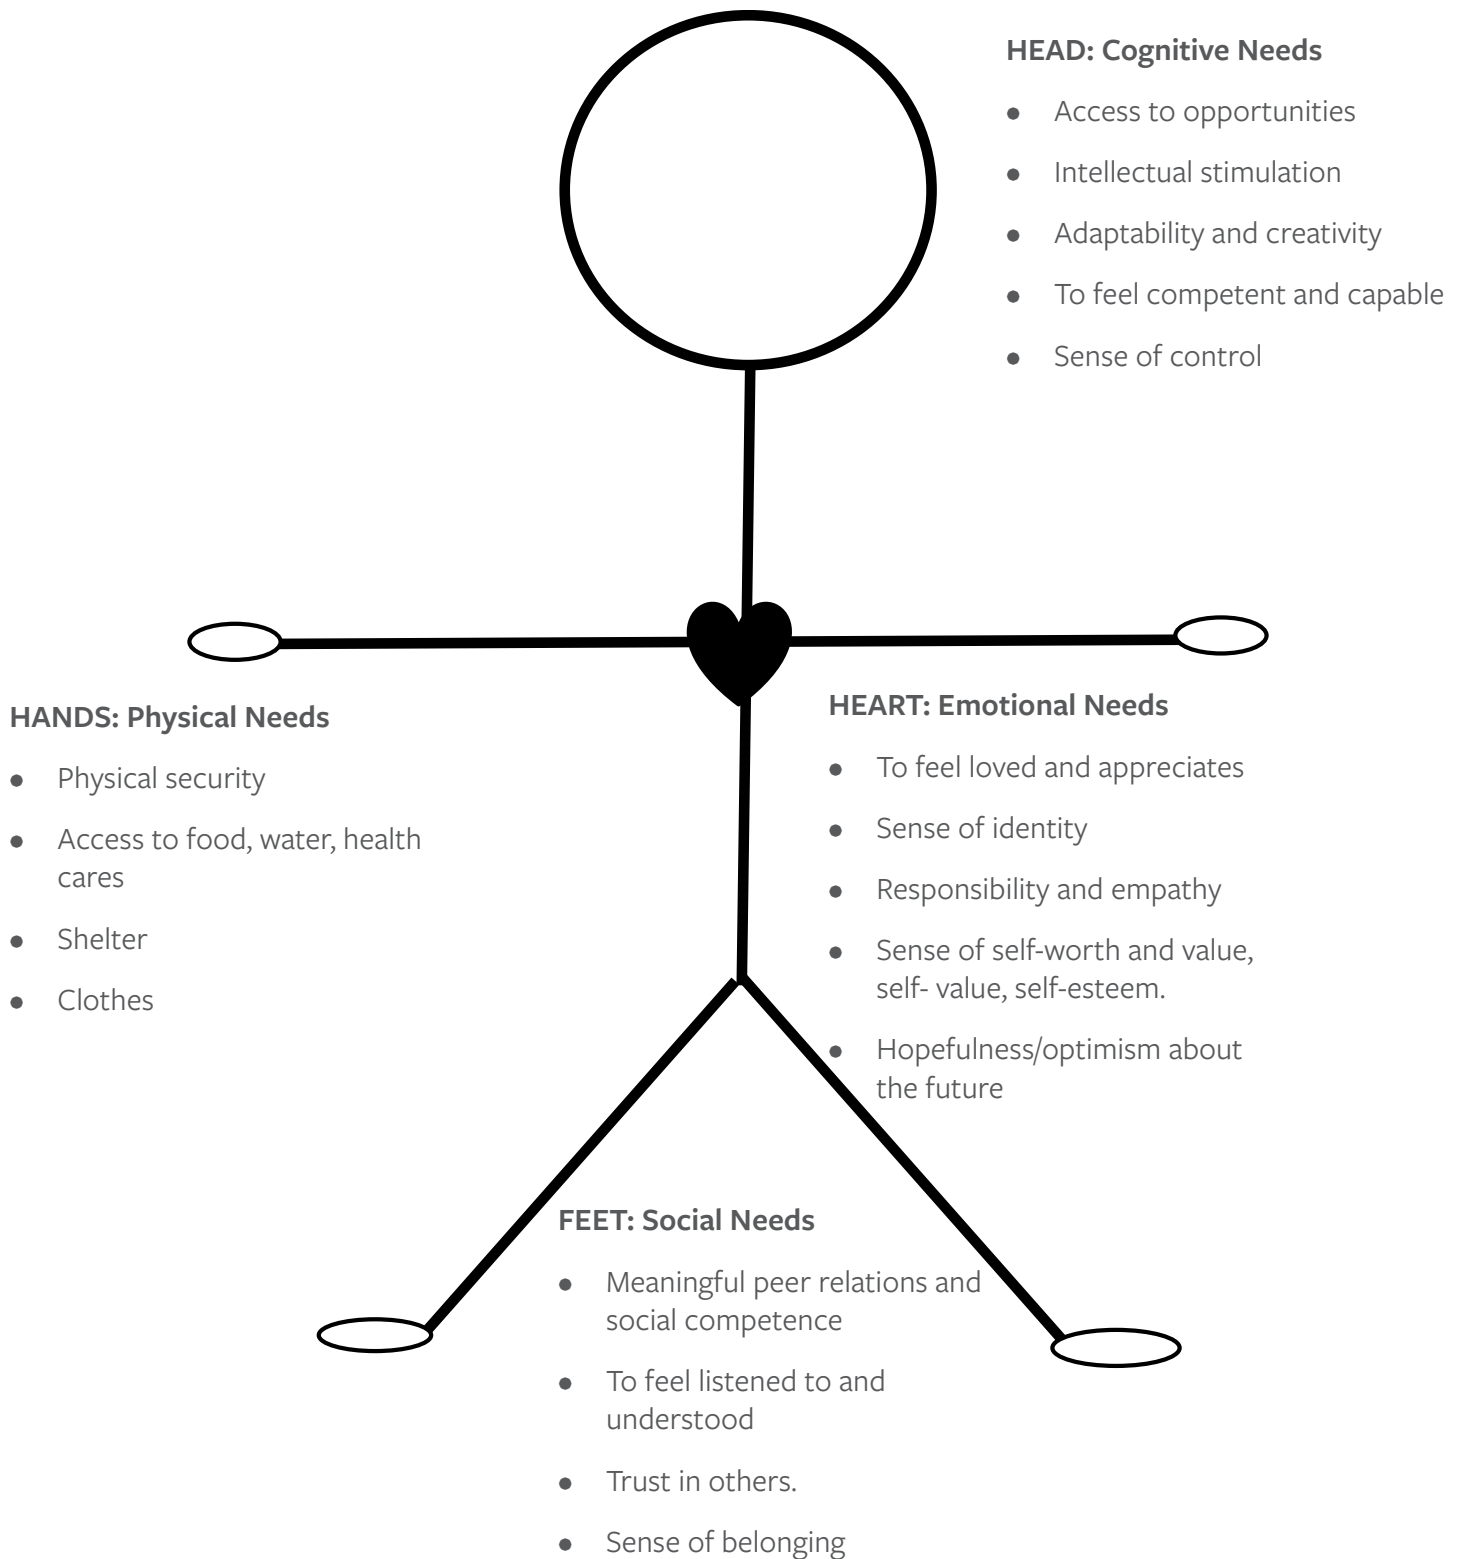 HEAD: Cognitive Needs
● Access to opportunities
● Intellectual stimulation
● Adaptability and creativity
● To feel competent and capable
● Sense of control
HANDS: Physical Needs
● Physical security
● Access to food, water, health
cares
● Shelter
● Clothes
HEART: Emotional Needs
● To feel loved and appreciates
● Sense of identity
● Responsibility and empathy
● Sense of self-worth and value,
self- value, self-esteem.
● Hopefulness/optimism about
the future
FEET: Social Needs
● Meaningful peer relations and
social competence
● To feel listened to and
understood
● Trust in others.
● Sense of belonging